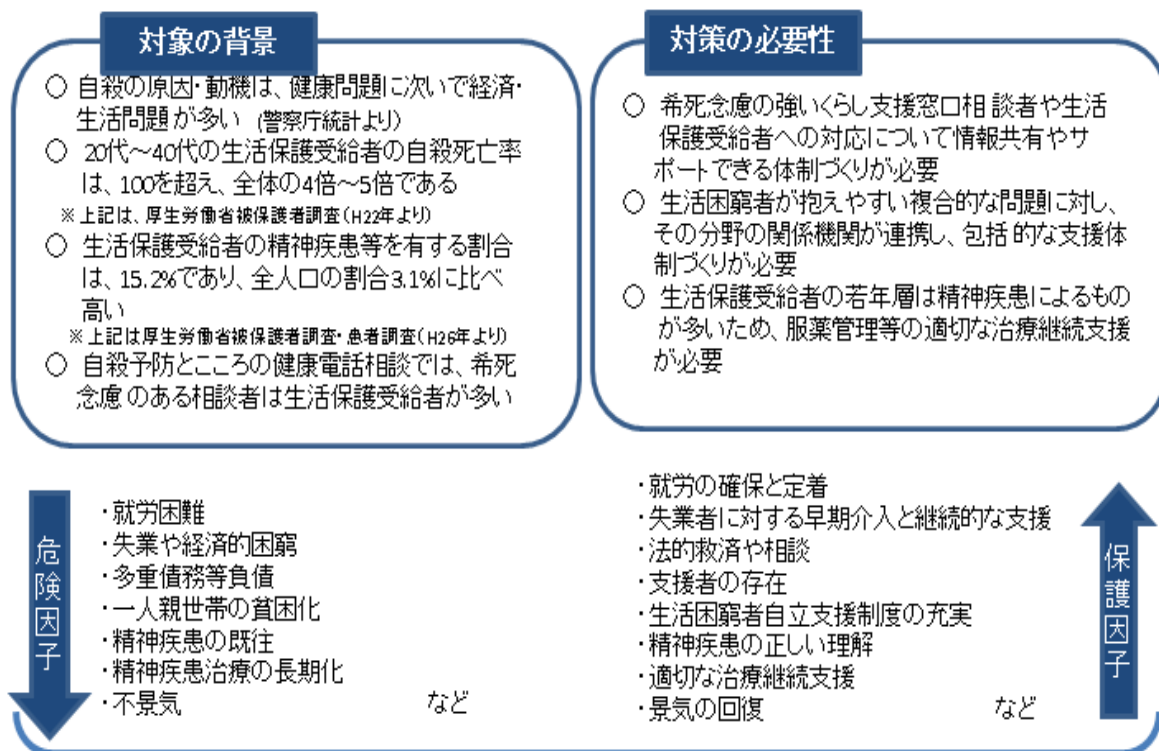 対象の背景
○ 自殺の原因・動機は、健康問題に次いで経済・
生活問題が多い (警察庁統計より)
○ 20代～40代の生活保護受給者の自殺死亡率
は、100を超え、全体の4倍～5倍である
※上記は、厚生労働省被保護者調査(H22年より)
○ 生活保護受給者の精神疾患等を有する割合
は、15.2%であり、全人口の割合3.1%に比べ
高い
※上記は厚生労働省被保護者調査・患者調査(H26年より)
○ 自殺予防とこころの健康電話相談では、希死
念慮のある相談者は生活保護受給者が多い
対策の必要性
○ 希死念慮の強いくらし支援窓口相談者や生活
保護受給者への対応について情報共有やサ
ポートできる体制づくりが必要
○ 生活困窮者が抱えやすい複合的な問題に対し、
その分野の関係機関が連携し、包括的な支援体
制づくりが必要
○ 生活保護受給者の若年層は精神疾患によるもの
が多いため、服薬管理等の適切な治療継続支援
が必要
危険因子
・就労困難
・失業や経済的困窮
・多重債務等負債
・一人親世帯の貧困化
・精神疾患の既往
・精神疾患治療の長期化
・不景気 など
・就労の確保と定着
・失業者に対する早期介入と継続的な支援
・法的救済や相談
・支援者の存在
・生活困窮者自立支援制度の充実
・精神疾患の正しい理解
・適切な治療継続支援
・景気の回復 など
保護因子